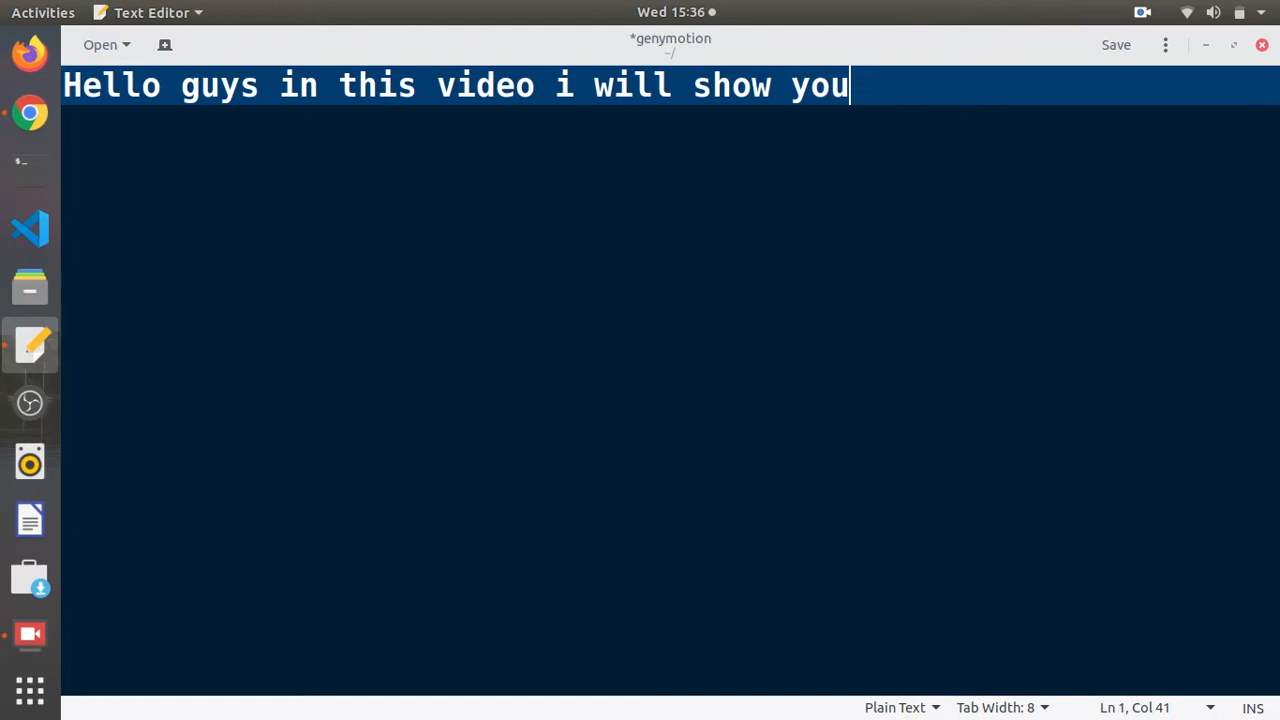 Activities Text Editor Wed 15:36
Open *genymotion Save
~/
Hello guys in this video i will show you
Plain Text Tab Width: 8 Ln 1, Col 41 INS